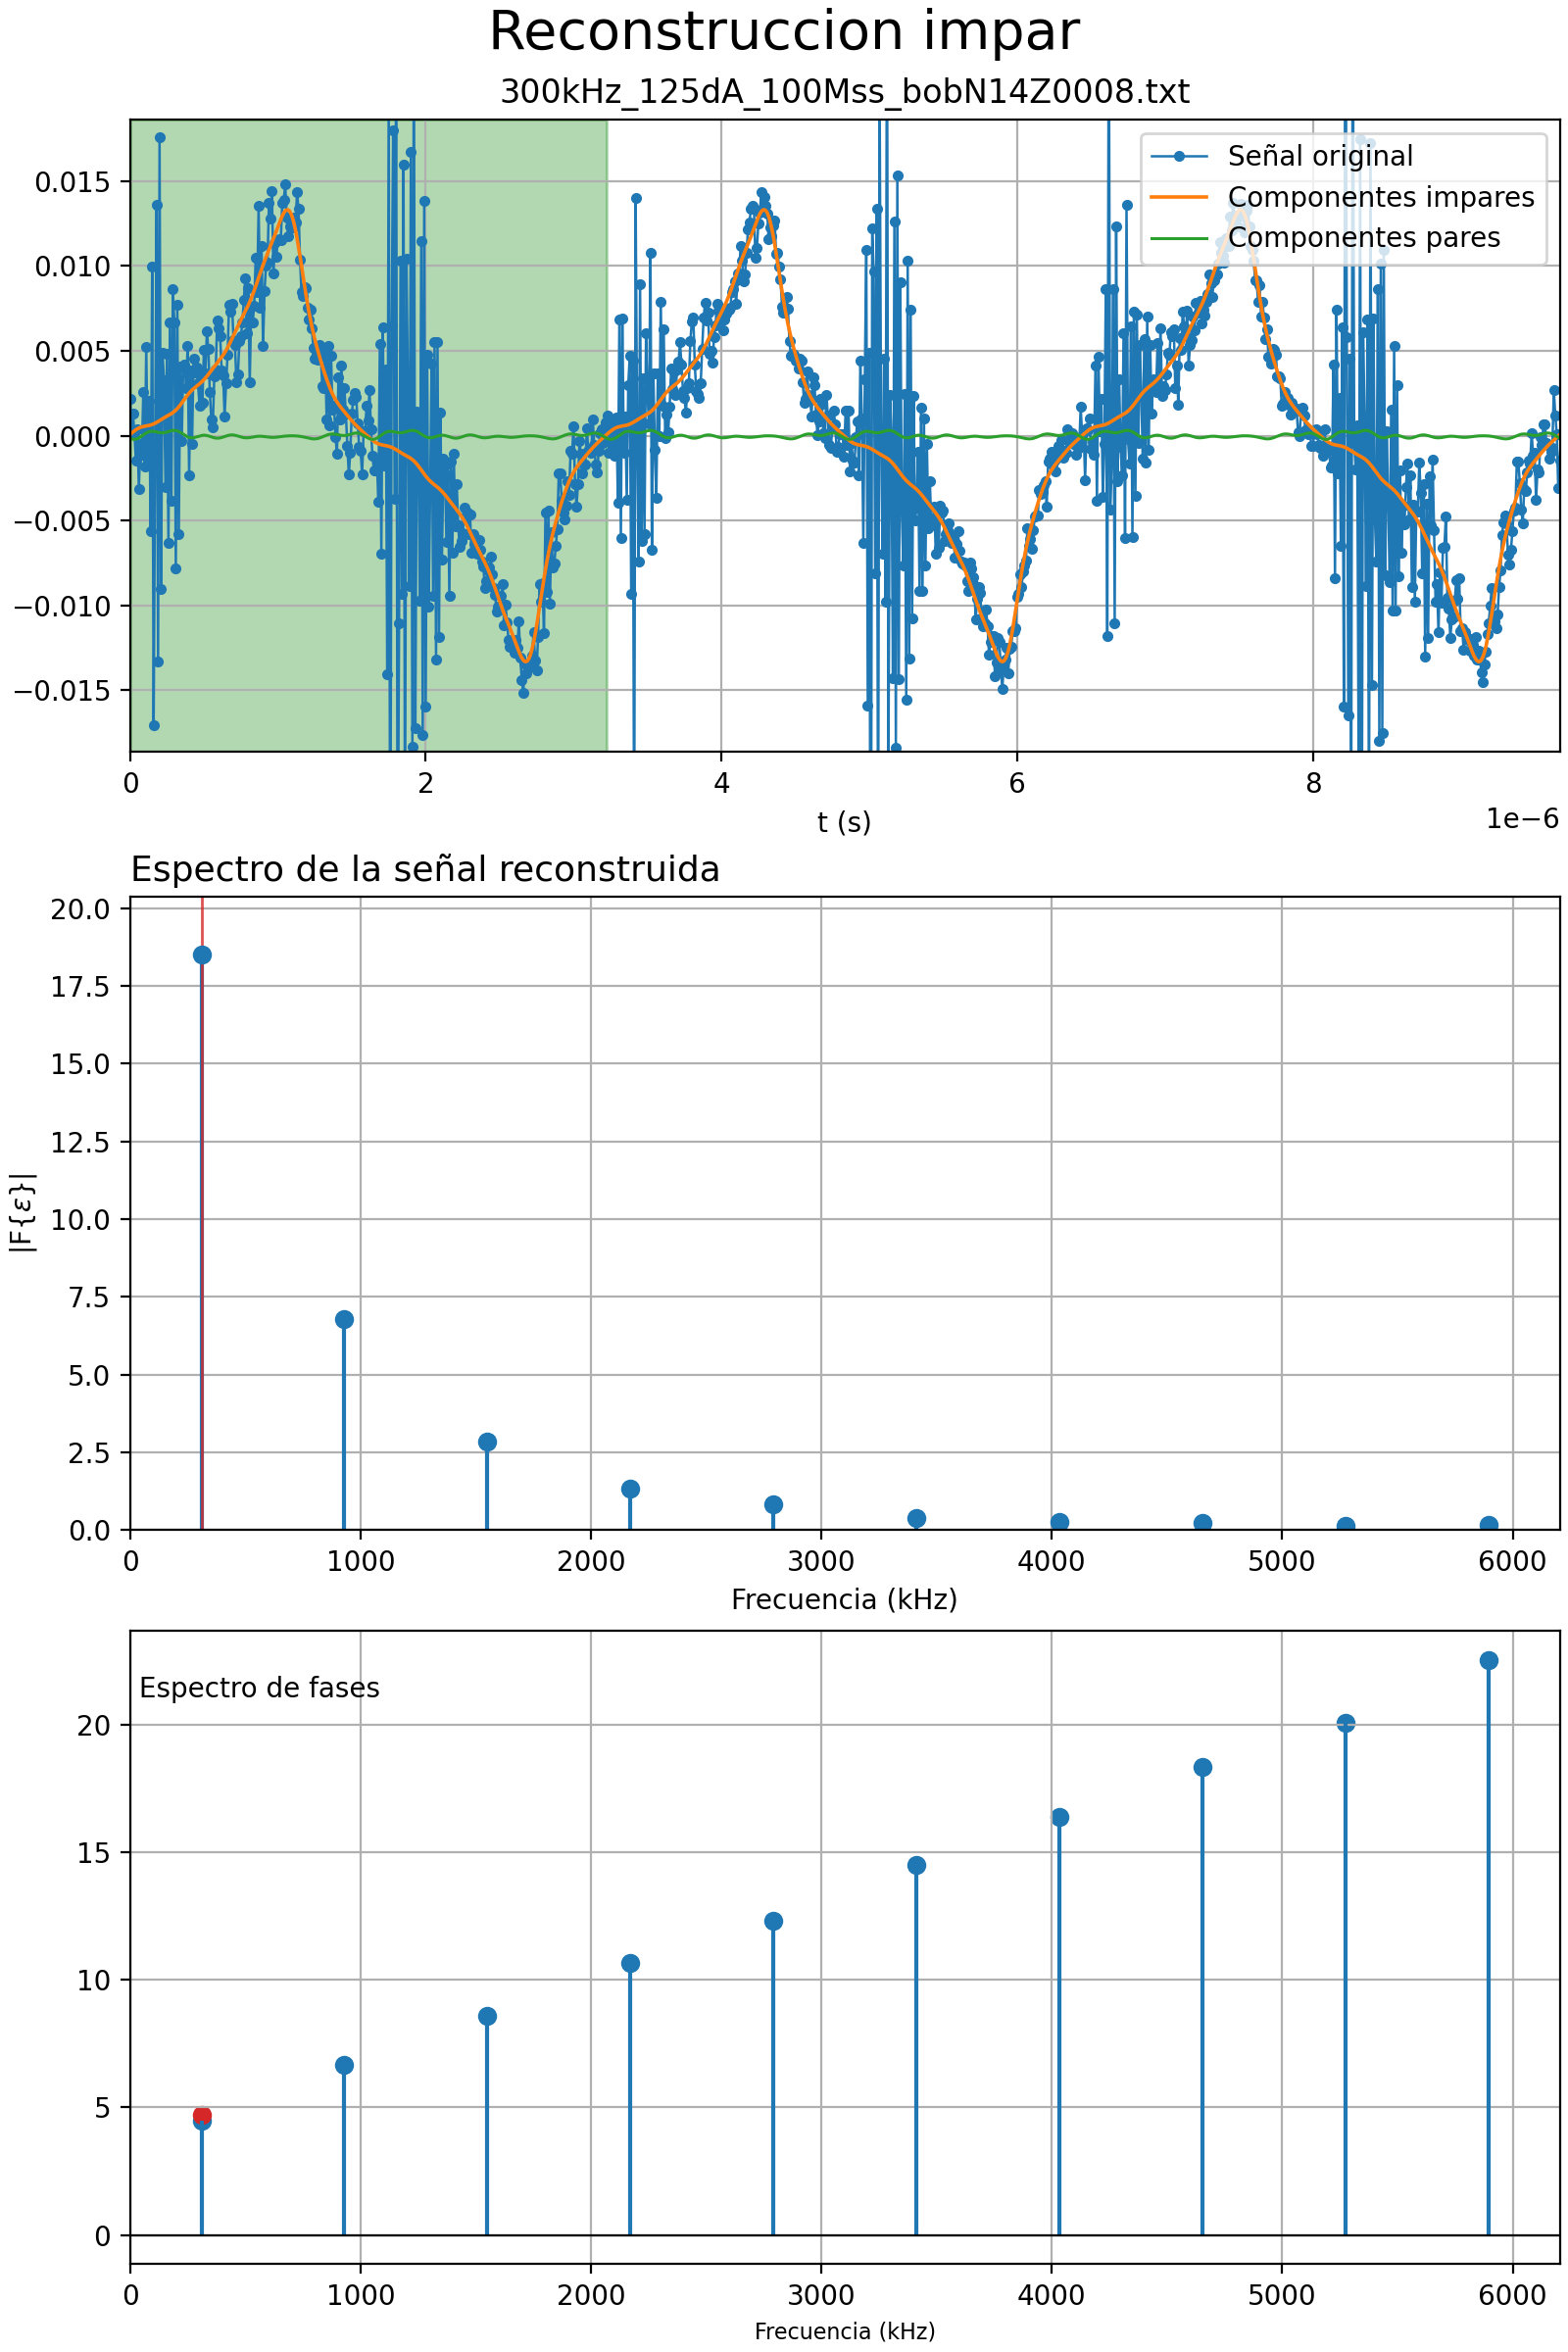 Reconstruccion impar
300kHz_125dA_100Mss_bobN14Z0008.txt
Señal original
Componentes impares
Componentes pares
0.015
0.010
0.005
0.000
−0.005
−0.010
−0.015
0 2 4 6 8
t (s)
1e−6
Espectro de la señal reconstruida
20.0
17.5
15.0
12.5
10.0
7.5
5.0
2.5
0.0
|F{ε}|
0 1000 2000 3000 4000 5000 6000
Frecuencia (kHz)
Espectro de fases
20
15
10
5
0
0 1000 2000 3000 4000 5000 6000
Frecuencia (kHz)